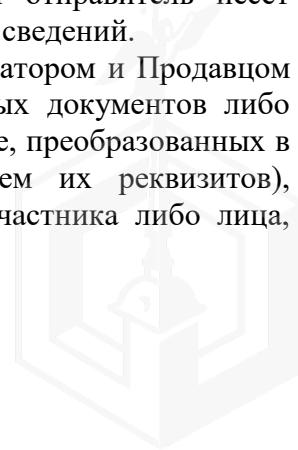 отправитель несет
сведений.
атором и Продавцом
ых документов либо
е, преобразованных в
ем их реквизитов),
частника либо лица,